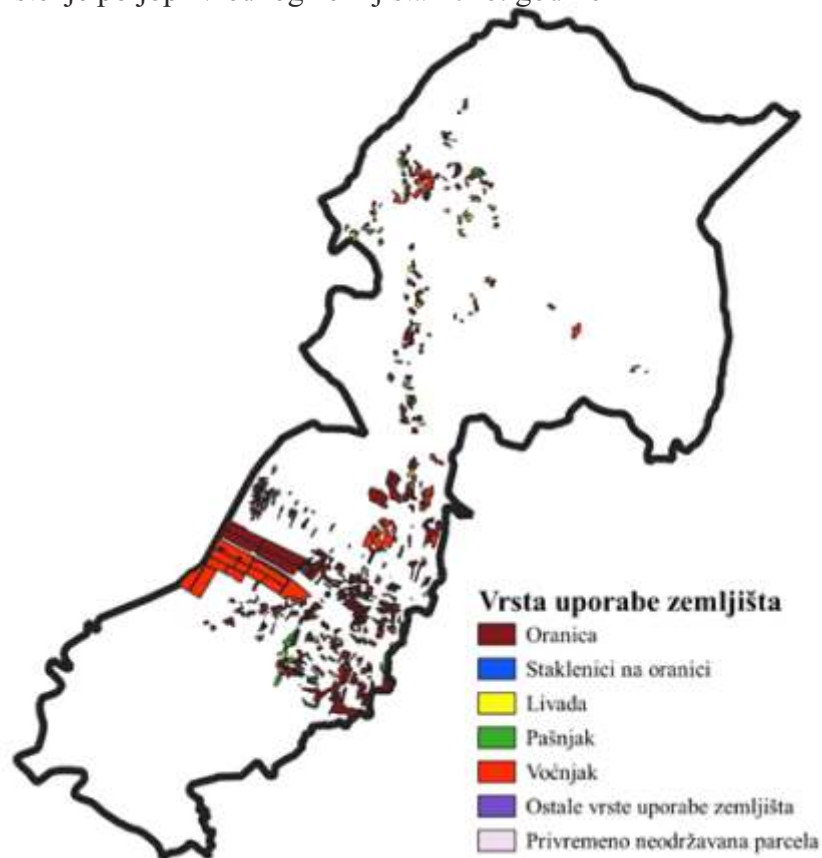 Vrsta uporabe zemljišta
Oranica
Staklenici na oranici
Livada
Pašnjak
Voćnjak
Ostale vrste uporabe zemljišta
Privremeno neodržavana parcela